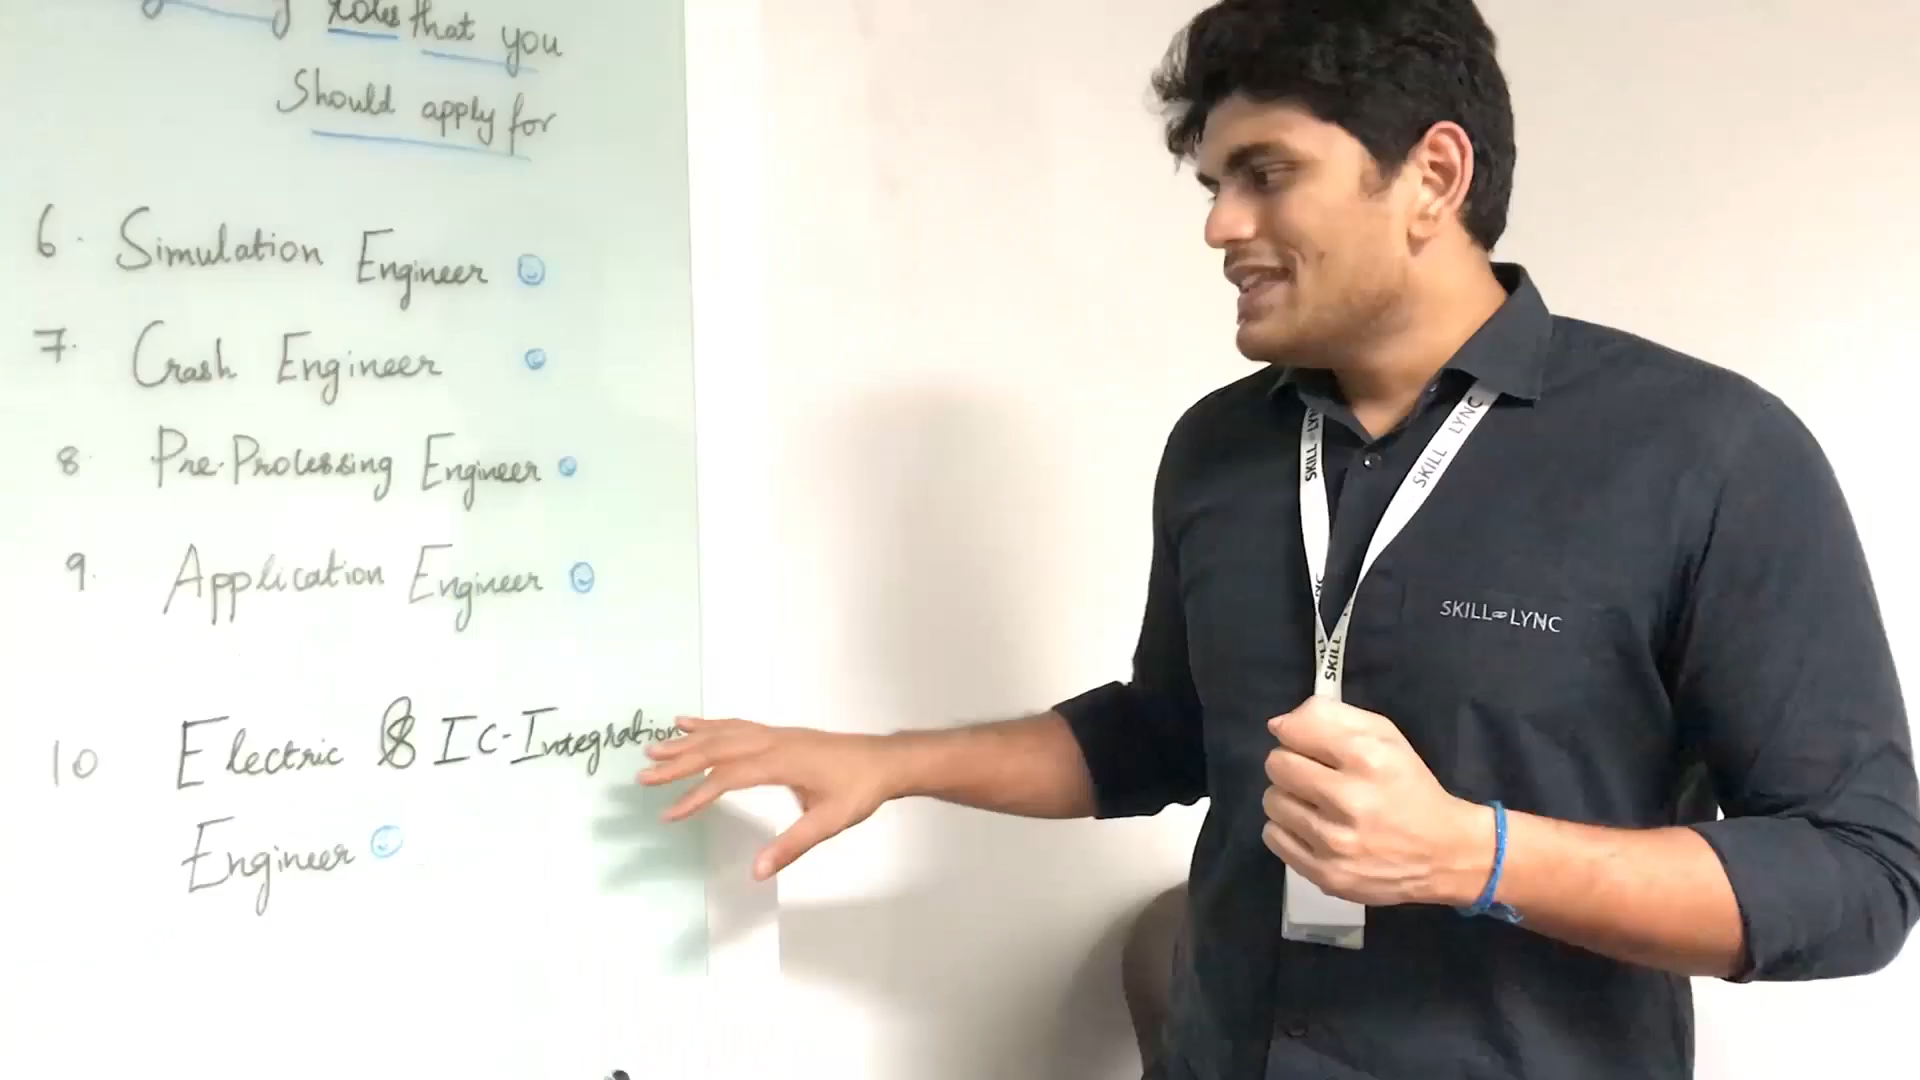 roles that you
Should apply for
6. Simulation Engineer
7. Crash Engineer
8 Pre-Processing Engineer
9. Application Engineer
10 Electric & IC-Integration
Engineer
SKILL LYNC
SKILL LYNC
SKILL
SKILL LYNC